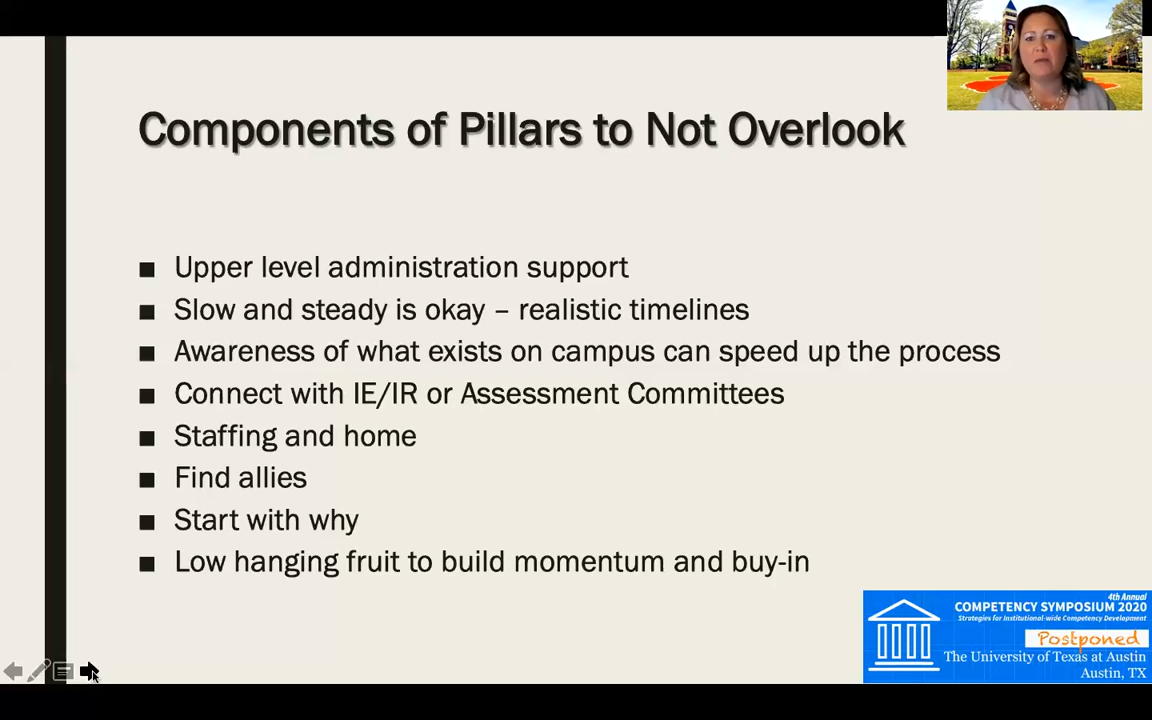 Components of Pillars to Not Overlook
■ Upper level administration support
■ Slow and steady is okay – realistic timelines
■ Awareness of what exists on campus can speed up the process
■ Connect with IE/IR or Assessment Committees
■ Staffing and home
■ Find allies
■ Start with why
■ Low hanging fruit to build momentum and buy-in
4th Annual
COMPETENCY SYMPOSIUM 2020
Strategies for Institutional-wide Competency Development
Postponed
The University of Texas at Austin
Austin, TX